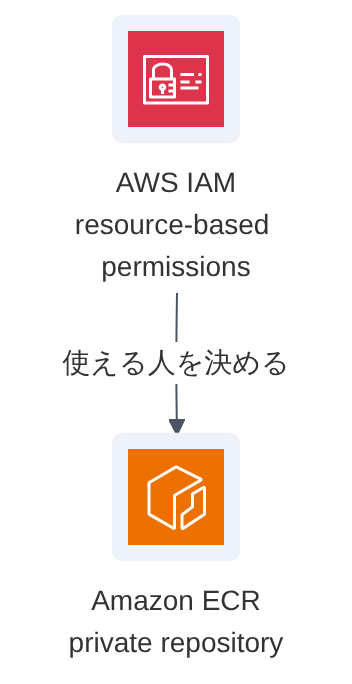 AWS IAM
resource-based
permissions
使える人を決める
Amazon ECR
private repository